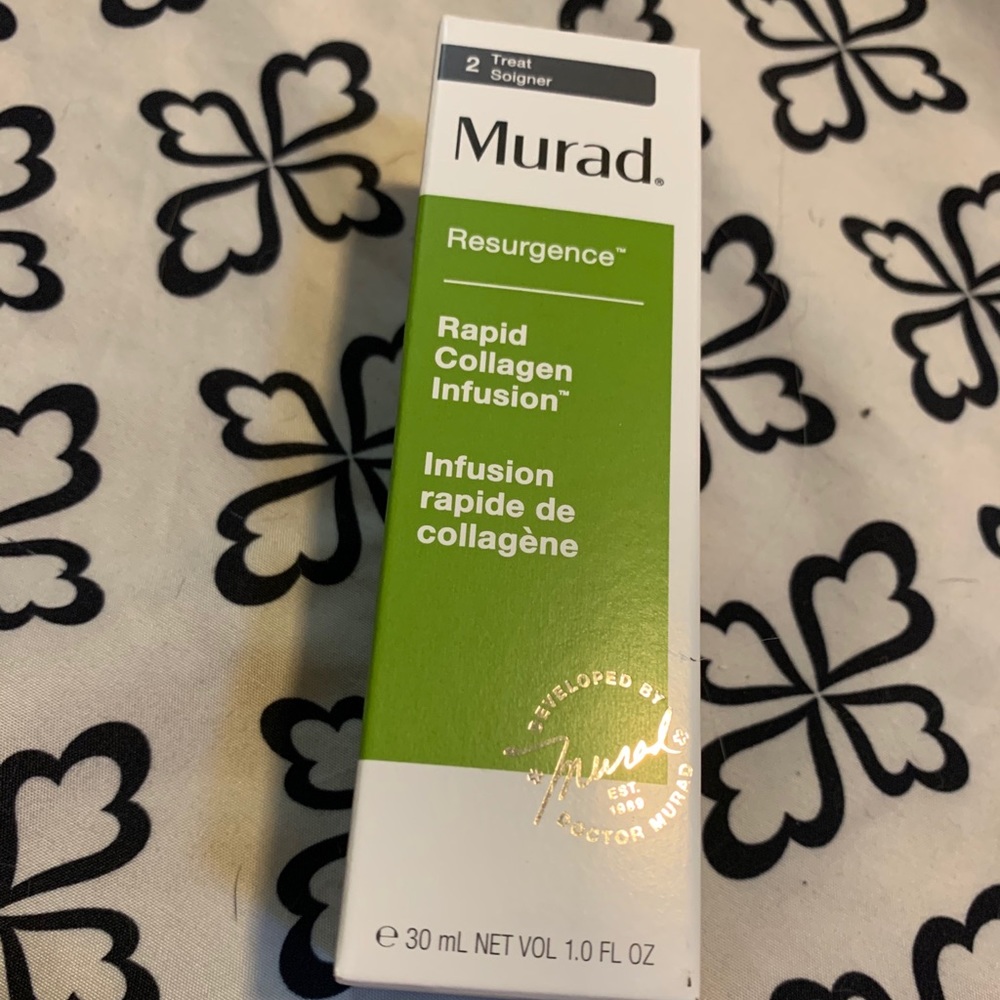 2 Treat
Soigner
Murad®
Resurgence™
Rapid
Collagen
Infusion™
Infusion
rapide de
collagène
DEVELOPED BY
Murad
EST.
1989
DOCTOR MURAD
℮ 30 mL NET VOL 1.0 FL OZ